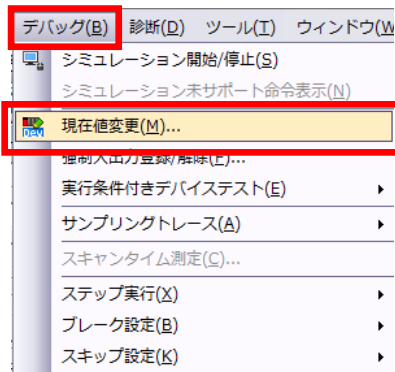 デバッグ(B) 診断(D) ツール(T) ウィンドウ(W
シミュレーション開始/停止(S)
シミュレーション未サポート命令表示(N)
現在値変更(M)...
強制入出力登録/解除(F)...
実行条件付きデバイステスト(E)
サンプリングトレース(A)
スキャンタイム測定(C)...
ステップ実行(X)
ブレーク設定(B)
スキップ設定(K)